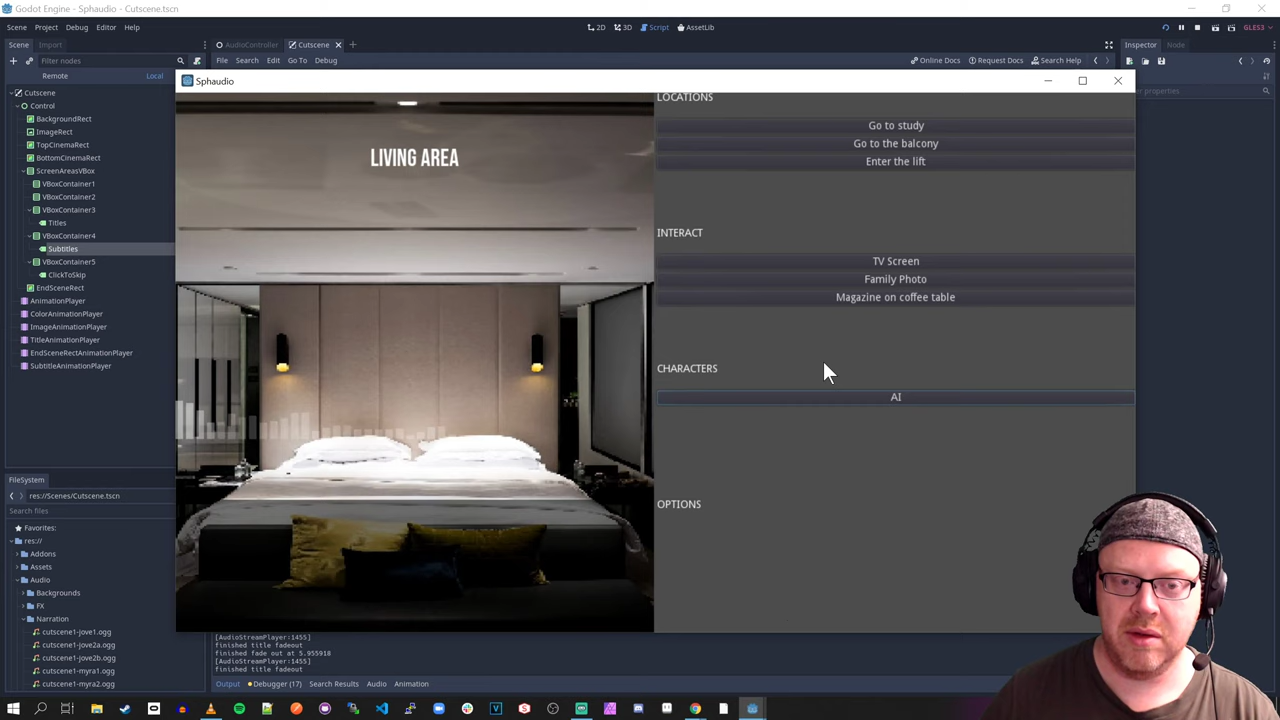 Godot Engine - Sphaudio - Cutscene.tscn
Scene Project Debug Editor Help
2D 3D Script AssetLib
GLES3
Scene Import
AudioController Cutscene
Inspector Node
Filter nodes
File Search Edit Go To Debug
Online Docs Request Docs Search Help
Remote Local
Sphaudio
er properties
Cutscene
Control
BackgroundRect
ImageRect
TopCinemaRect
BottomCinemaRect
ScreenAreasVBox
VBoxContainer1
VBoxContainer2
VBoxContainer3
Titles
VBoxContainer4
Subtitles
VBoxContainer5
ClickToSkip
EndSceneRect
AnimationPlayer
ColorAnimationPlayer
ImageAnimationPlayer
TitleAnimationPlayer
EndSceneRectAnimationPlayer
SubtitleAnimationPlayer
LIVING AREA
LOCATIONS
Go to study
Go to the balcony
Enter the lift
INTERACT
TV Screen
Family Photo
Magazine on coffee table
CHARACTERS
AI
OPTIONS
FileSystem
res://Scenes/Cutscene.tscn
Search files
Favorites:
res://
Addons
Assets
Audio
Backgrounds
FX
Narration
cutscene1-jove1.ogg
cutscene1-jove2a.ogg
cutscene1-jove2b.ogg
cutscene1-myra1.ogg
cutscene1-myra2.ogg
[AudioStreamPlayer:1455]
finished title fadeout
finished fade out at 5.955918
[AudioStreamPlayer:1455]
finished title fadeout
Output Debugger (17) Search Results Audio Animation